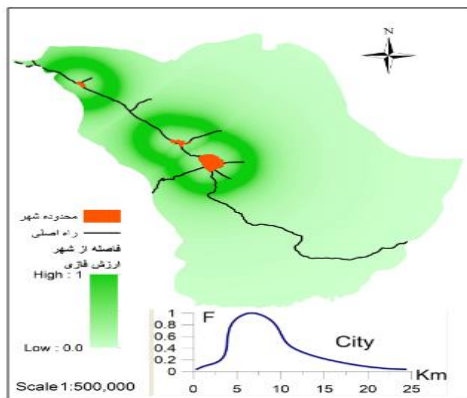 N
محدوده شهر
راه اصلی
فاصله از شهر
ارزش فازی
High : 1
Low : 0.0
Scale 1:500,000
F
City
Km
1
0.8
0.6
0.4
0.2
0
0 5 10 15 20 25